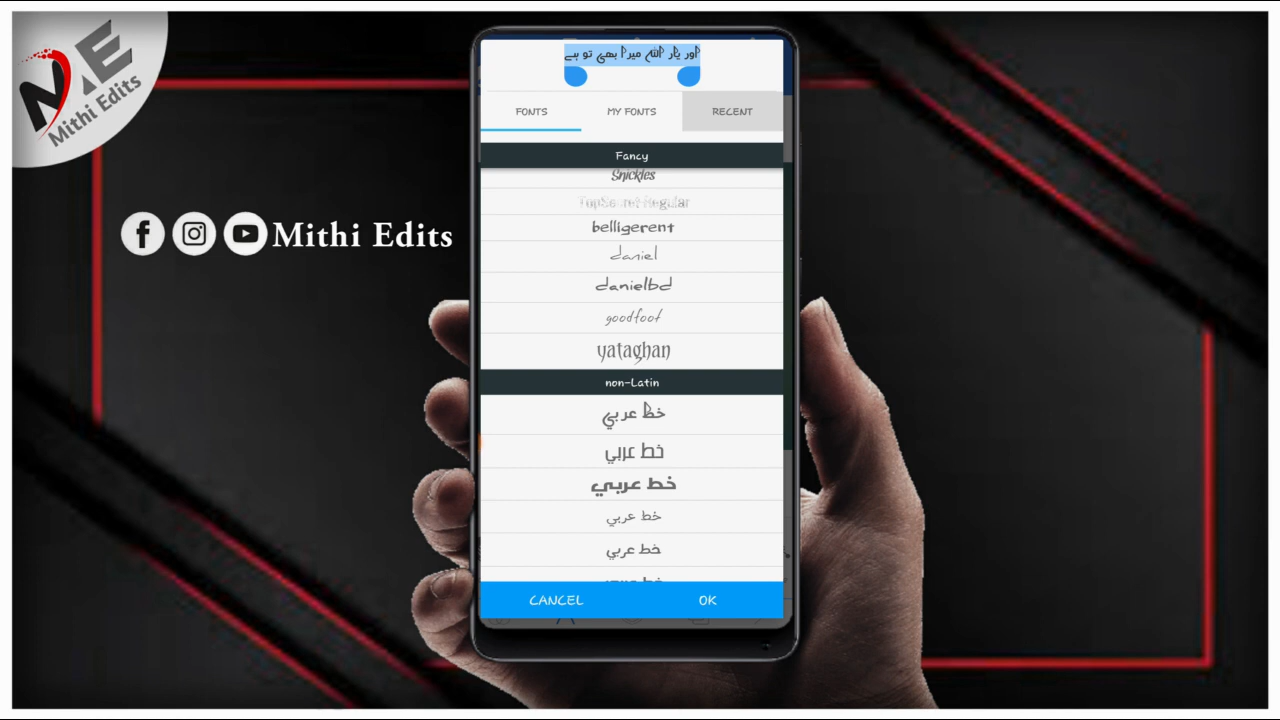 Mithi Edits
Mithi Edits
اور یار اللہ میرا بھی تو ہے
FONTS
MY FONTS
RECENT
Fancy
Snickles
belligerent
daniel
danielbd
goodfoot
yataghan
non-Latin
خط عربي
خط عربي
خط عربي
خط عربي
خط عربي
CANCEL
OK